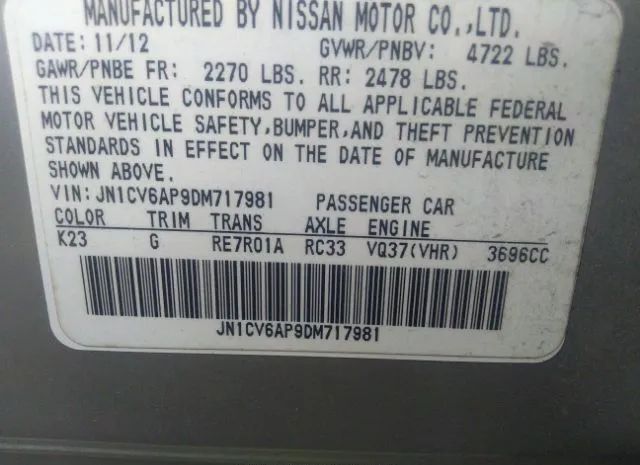 MANUFACTURED BY NISSAN MOTOR CO.,LTD.
DATE: 11/12 GVWR/PNBV: 4722 LBS.
GAWR/PNBE FR: 2270 LBS. RR: 2478 LBS.
THIS VEHICLE CONFORMS TO ALL APPLICABLE FEDERAL
MOTOR VEHICLE SAFETY,BUMPER,AND THEFT PREVENTION
STANDARDS IN EFFECT ON THE DATE OF MANUFACTURE
SHOWN ABOVE.
VIN: JN1CV6AP9DM717981 PASSENGER CAR
COLOR TRIM TRANS AXLE ENGINE
K23 G RE7R01A RC33 VQ37(VHR) 3696CC
JN1CV6AP9DM717981